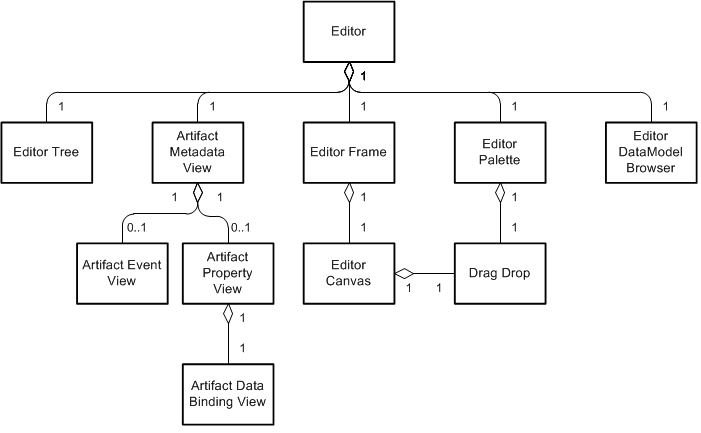 Editor
1
1
1
1
1
1
Editor Tree
Artifact
Metadata
View
Editor Frame
Editor
Palette
Editor
DataModel
Browser
1
1
1
1
0..1
0..1
1
1
Artifact Event
View
Artifact
Property
View
Editor
Canvas
1
1
Drag Drop
1
1
Artifact Data
Binding View